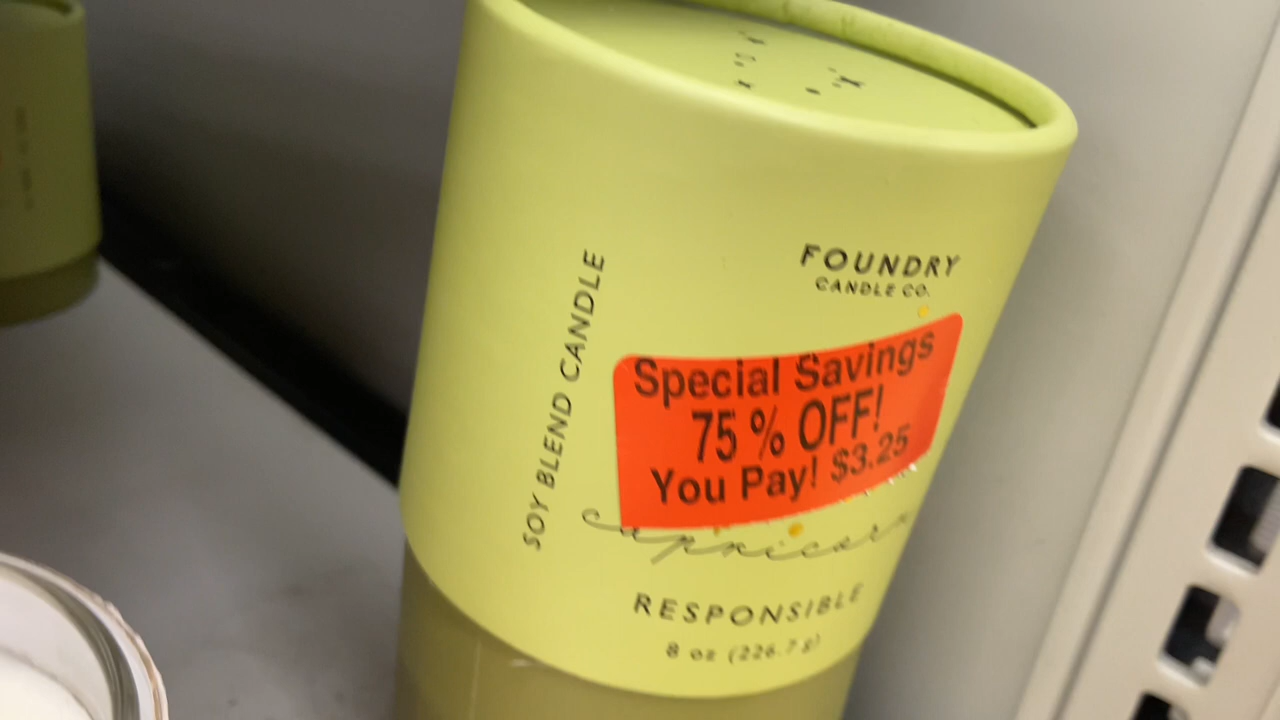 FOUNDRY
CANDLE CO.
SOY BLEND CANDLE
Special Savings
75 % OFF!
You Pay! $3.25
Capricorn
RESPONSIBLE
8 oz (226.7 g)